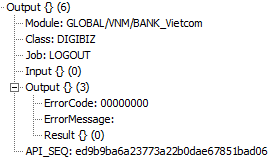 Output {} (6)
Module: GLOBAL/VNM/BANK_Vietcom
Class: DIGIBIZ
Job: LOGOUT
Input {} (0)
Output {} (3)
ErrorCode: 00000000
ErrorMessage:
Result {} (0)
API_SEQ: ed9b9ba6a23773a22b0dae67851bad06